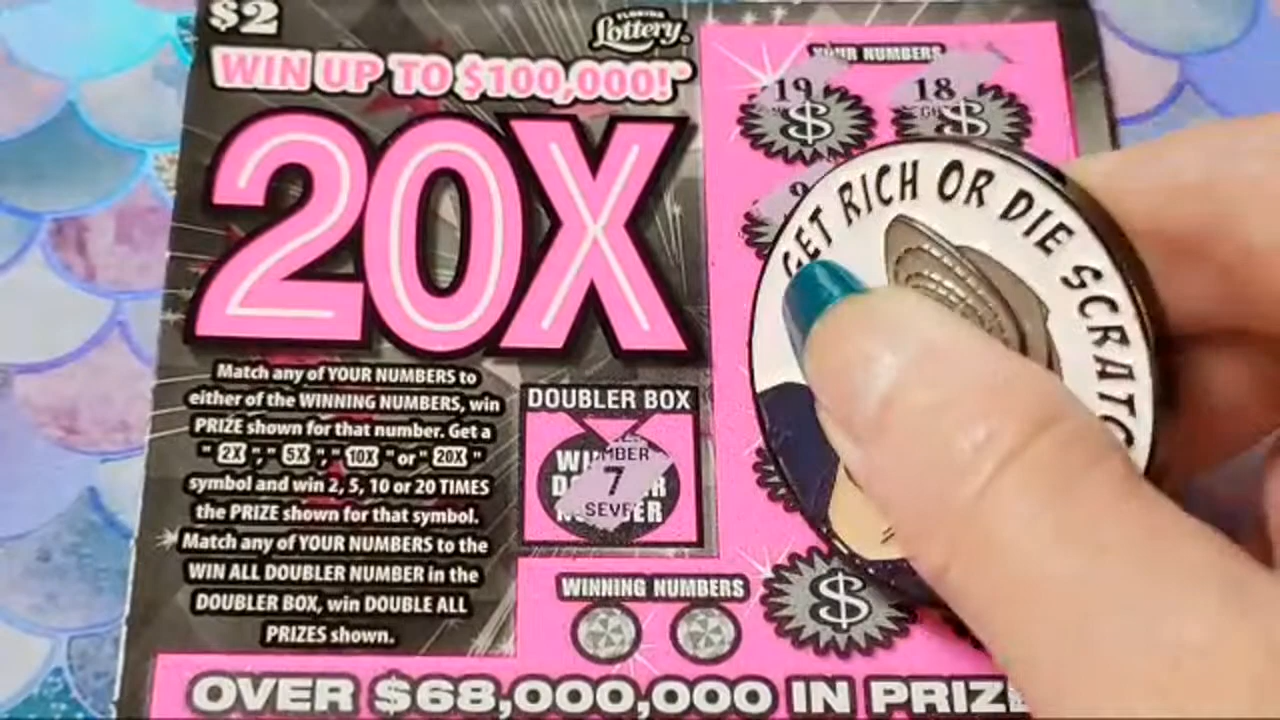 $2
FLORIDA
Lottery
WIN UP TO $100,000!*
20X
Match any of YOUR NUMBERS to
either of the WINNING NUMBERS, win
PRIZE shown for that number. Get a
" 2X "," 5X "," 10X " or " 20X "
symbol and win 2, 5, 10 or 20 TIMES
the PRIZE shown for that symbol.
Match any of YOUR NUMBERS to the
WIN ALL DOUBLER NUMBER in the
DOUBLER BOX, win DOUBLE ALL
PRIZES shown.
DOUBLER BOX
7
WINNING NUMBERS
YOUR NUMBERS
19 18
$ $
9
GET RICH OR DIE SCRATC
$
OVER $68,000,000 IN PRIZE